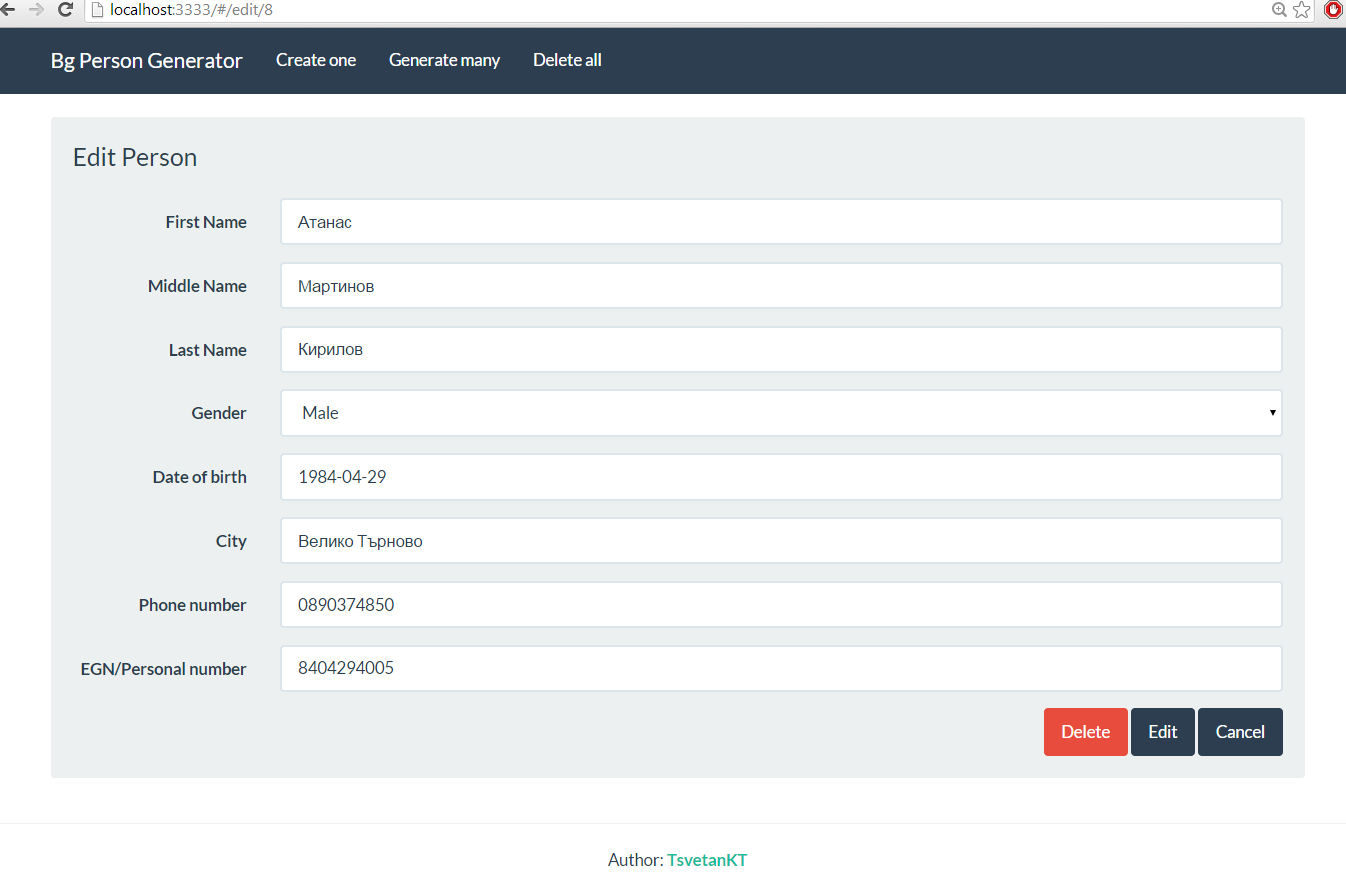 localhost:3333/#/edit/8
Bg Person Generator Create one Generate many Delete all
Edit Person
First Name Атанас
Middle Name Мартинов
Last Name Кирилов
Gender Male
Date of birth 1984-04-29
City Велико Търново
Phone number 0890374850
EGN/Personal number 8404294005
Delete Edit Cancel
Author: TsvetanKT